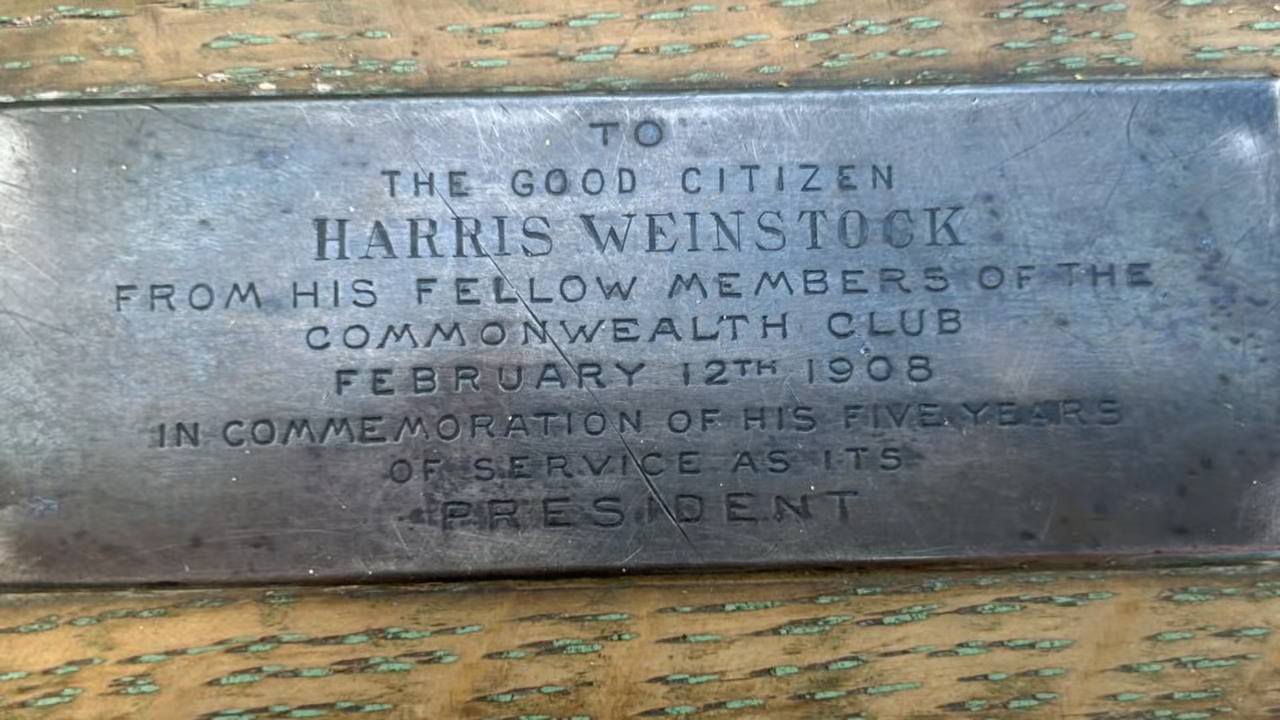 TO
THE GOOD CITIZEN
HARRIS WEINSTOCK
FROM HIS FELLOW MEMBERS OF THE
COMMONWEALTH CLUB
FEBRUARY 12TH 1908
IN COMMEMORATION OF HIS FIVE YEARS
OF SERVICE AS ITS
PRESIDENT